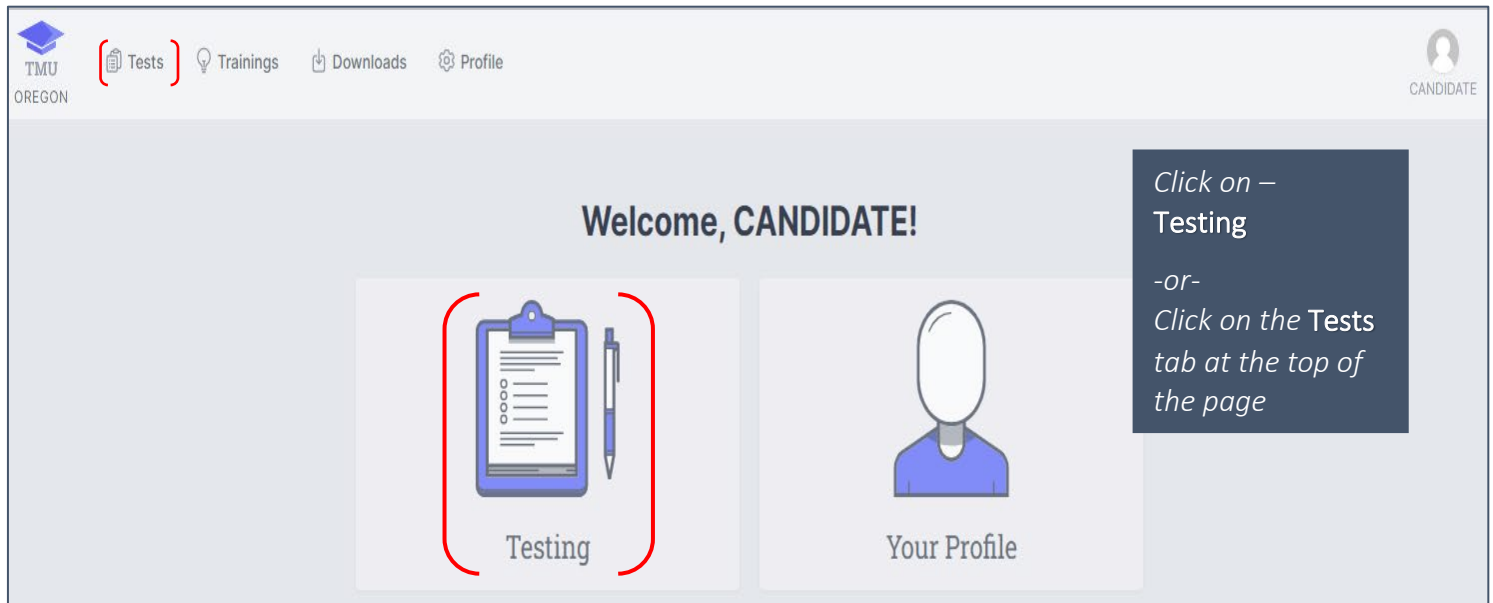 TMU
OREGON
Tests
Trainings
Downloads
Profile
CANDIDATE
Welcome, CANDIDATE!
Testing
Your Profile
Click on –
Testing
-or-
Click on the Tests
tab at the top of
the page